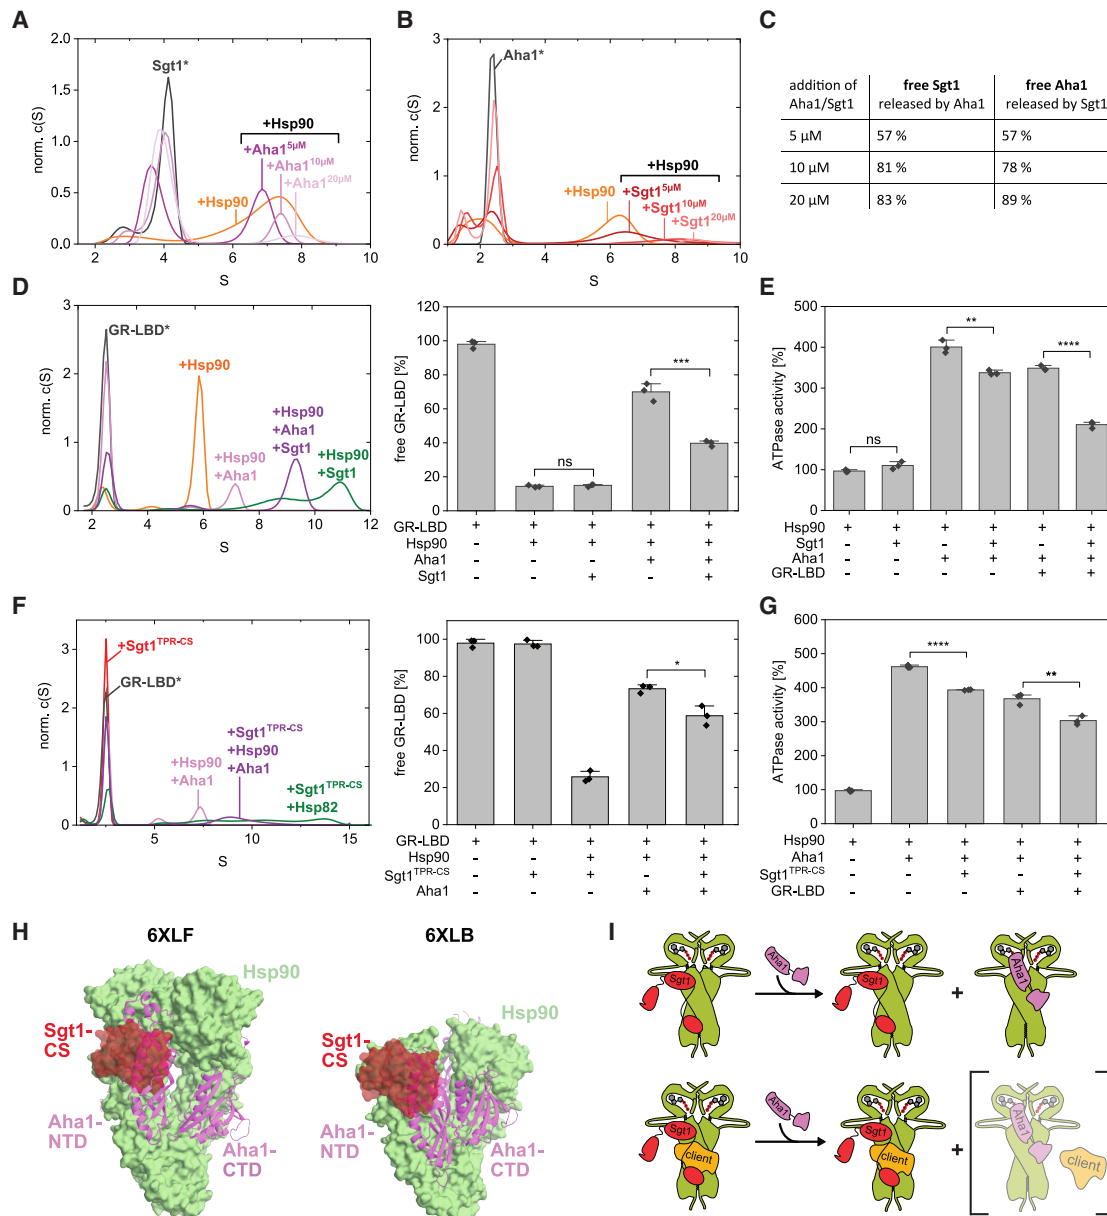 A
norm. c(S)
2.0
1.5
1.0
0.5
0.0
2 4 6 8 10
S
Sgt1*
+Hsp90
+Aha1^5μM
+Aha1^10μM
+Aha1^20μM
+Hsp90
B
norm. c(S)
3
2
1
0
2 4 6 8 10
S
Aha1*
+Hsp90
+Hsp90
+Sgt1^5μM
+Sgt1^10μM
+Sgt1^20μM
C
addition of Aha1/Sgt1 | free Sgt1 released by Aha1 | free Aha1 released by Sgt1
5 μM | 57 % | 57 %
10 μM | 81 % | 78 %
20 μM | 83 % | 89 %
D
norm. c(S)
3
2
1
0
2 4 6 8 10 12
S
GR-LBD*
+Hsp90
+Hsp90
+Aha1
+Hsp90
+Aha1
+Sgt1
+Hsp90
+Sgt1
free GR-LBD [%]
120
100
80
60
40
20
0
ns
***
GR-LBD + + + + +
Hsp90 - + + + +
Aha1 - - - + +
Sgt1 - - + - +
E
ATPase activity [%]
500
400
300
200
100
0
ns
**
****
Hsp90 + + + + + +
Sgt1 - + - + - +
Aha1 - - + + + +
GR-LBD - - - - + +
F
norm. c(S)
3
2
1
0
5 10 15
S
+Sgt1^TPR-CS
GR-LBD*
+Hsp90
+Aha1
+Sgt1^TPR-CS
+Hsp90
+Aha1
+Sgt1^TPR-CS
+Hsp82
free GR-LBD [%]
100
80
60
40
20
0
*
GR-LBD + + + + +
Hsp90 - - + + +
Sgt1^TPR-CS - + + - +
Aha1 - - - + +
G
ATPase activity [%]
600
500
400
300
200
100
0
****
**
Hsp90 + + + + +
Aha1 - + + + +
Sgt1^TPR-CS - - + - +
GR-LBD - - - + +
H
6XLF
Hsp90
Sgt1-
CS
Aha1-
NTD
Aha1-
CTD
6XLB
Hsp90
Sgt1-
CS
Aha1-
NTD
Aha1-
CTD
I
Sgt1
Aha1
Sgt1
+
Aha1
Sgt1
client
Aha1
Sgt1
client
+
Aha1
client